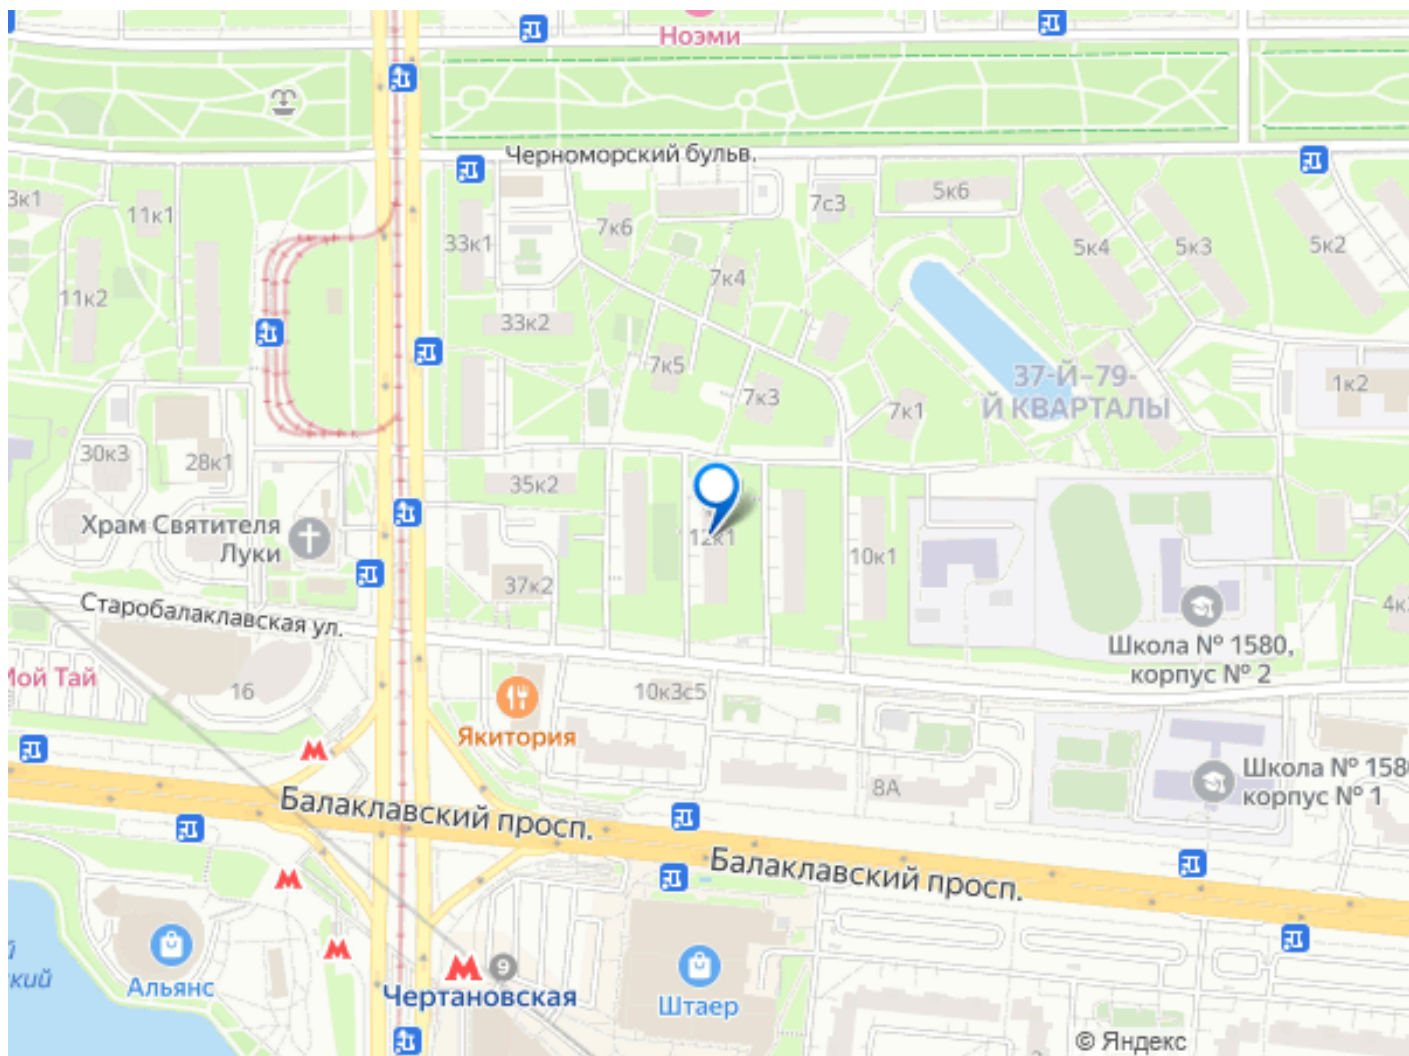 Ноэми
Черноморский бульв.
3к1
11к1
33к1
7к6
7с3
5к6
5к4
5к3
5к2
11к2
7к4
33к2
7к5
7к3
7к1
37-Й–79-
Й КВАРТАЛЫ
1к2
30к3
28к1
35к2
Храм Святителя
Луки
12к1
10к1
37к2
Старобалаклавская ул.
Школа № 1580,
корпус № 2
Мой Тай
16
10к3с5
Якитория
8А
Школа № 158
корпус № 1
Балаклавский просп.
Балаклавский просп.
Альянс
9
Чертановская
Штаер
© Яндекс